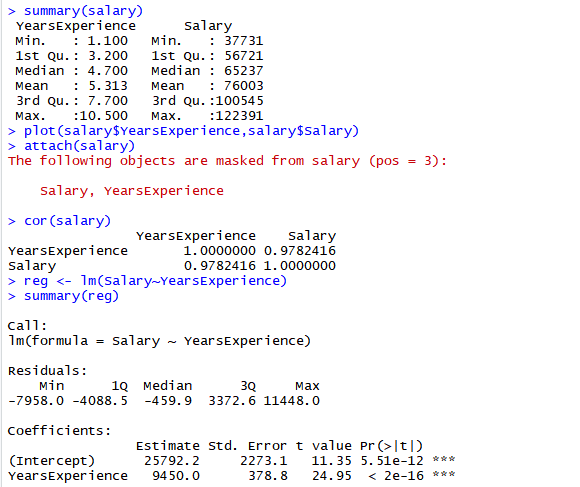 > summary(salary)
YearsExperience      Salary
Min.   : 1.100   Min.   : 37731
1st Qu.: 3.200   1st Qu.: 56721
Median : 4.700   Median : 65237
Mean   : 5.313   Mean   : 76003
3rd Qu.: 7.700   3rd Qu.:100545
Max.   :10.500   Max.   :122391
> plot(salary$YearsExperience,salary$Salary)
> attach(salary)
The following objects are masked from salary (pos = 3):
Salary, YearsExperience
> cor(salary)
YearsExperience    Salary
YearsExperience       1.0000000 0.9782416
Salary                0.9782416 1.0000000
> reg <- lm(Salary~YearsExperience)
> summary(reg)
Call:
lm(formula = Salary ~ YearsExperience)
Residuals:
Min      1Q  Median      3Q     Max
-7958.0 -4088.5  -459.9  3372.6 11448.0
Coefficients:
Estimate Std. Error t value Pr(>|t|)
(Intercept)      25792.2     2273.1   11.35 5.51e-12 ***
YearsExperience   9450.0      378.8   24.95  < 2e-16 ***